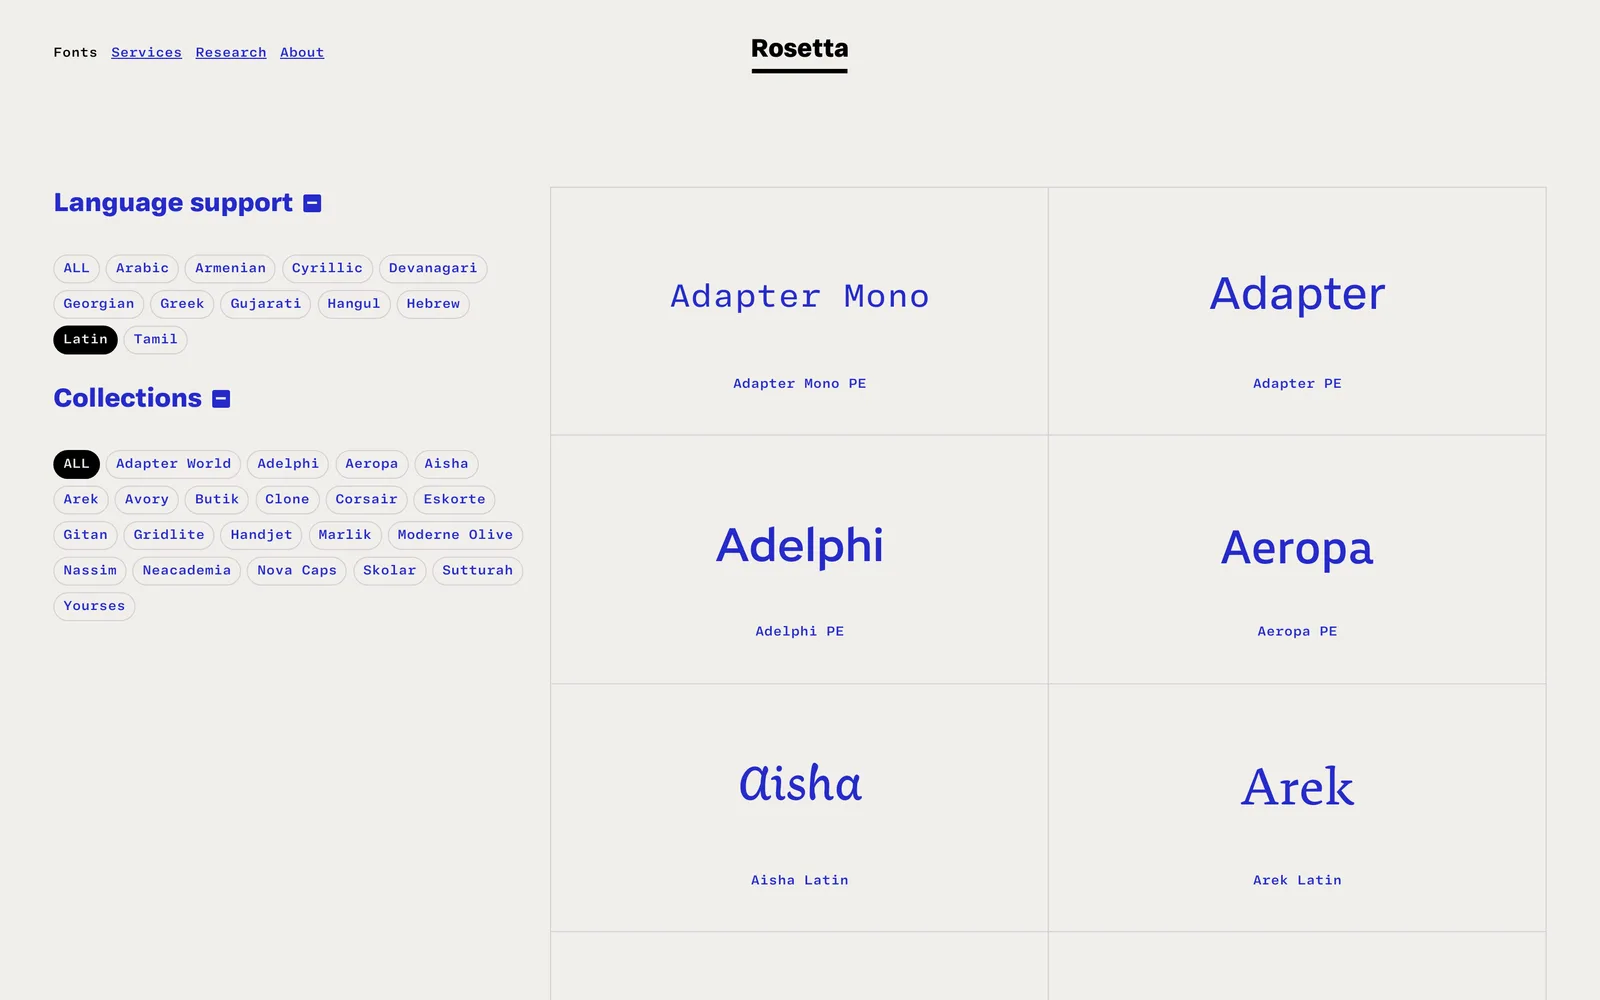 Fonts Services Research About
Rosetta
Language support
ALL Arabic Armenian Cyrillic Devanagari
Georgian Greek Gujarati Hangul Hebrew
Latin Tamil
Collections
ALL Adapter World Adelphi Aeropa Aisha
Arek Avory Butik Clone Corsair Eskorte
Gitan Gridlite Handjet Marlik Moderne Olive
Nassim Neacademia Nova Caps Skolar Sutturah
Yourses
Adapter Mono
Adapter Mono PE
Adapter
Adapter PE
Adelphi
Adelphi PE
Aeropa
Aeropa PE
Aisha
Aisha Latin
Arek
Arek Latin